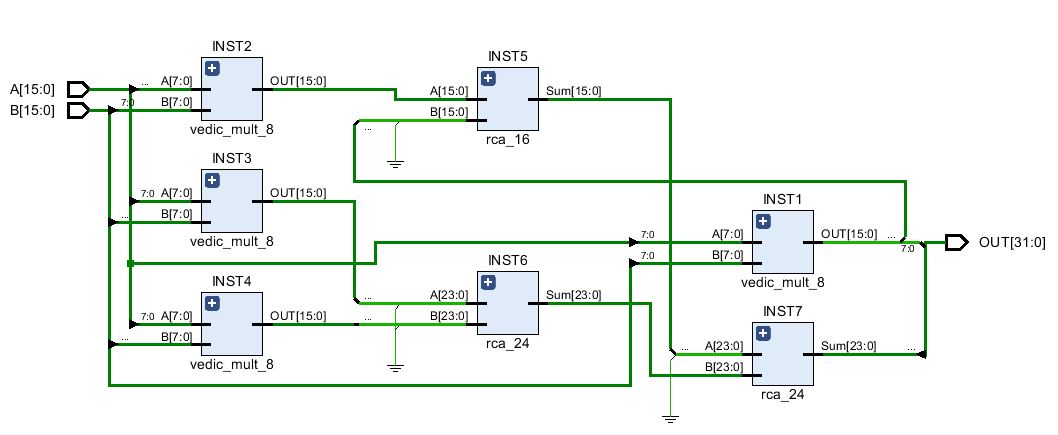 INST2
A[15:0]
B[15:0]
7:0
...
A[7:0]
B[7:0]
OUT[15:0]
vedic_mult_8
INST5
A[15:0]
B[15:0]
...
Sum[15:0]
rca_16
INST3
7:0
A[7:0]
...
B[7:0]
OUT[15:0]
vedic_mult_8
INST1
7:0
A[7:0]
7:0
B[7:0]
OUT[15:0]
...
7:0
vedic_mult_8
OUT[31:0]
INST4
7:0
A[7:0]
...
B[7:0]
OUT[15:0]
vedic_mult_8
INST6
...
A[23:0]
...
B[23:0]
Sum[23:0]
rca_24
INST7
...
A[23:0]
B[23:0]
Sum[23:0]
...
rca_24